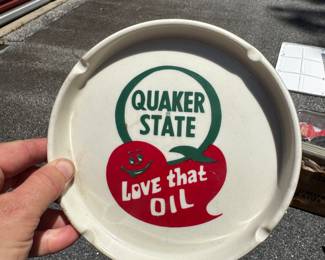 QUAKER
STATE
Love that
OIL